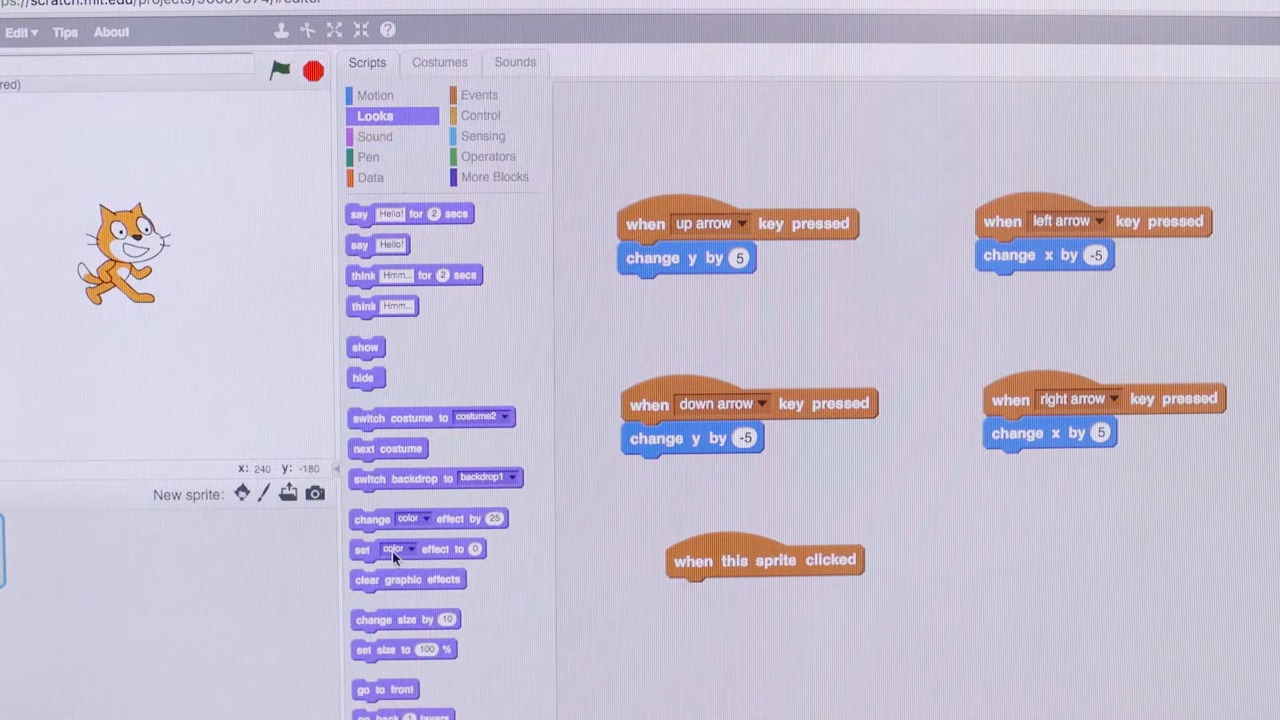 Edit Tips About
red)
Scripts Costumes Sounds
Motion Events
Looks Control
Sound Sensing
Pen Operators
Data More Blocks
say Hello! for 2 secs
say Hello!
think Hmm... for 2 secs
think Hmm...
show
hide
switch costume to costume2
next costume
switch backdrop to backdrop1
change color effect by 25
set color effect to 0
clear graphic effects
change size by 10
set size to 100 %
go to front
x: 240 y: -180
New sprite:
when up arrow key pressed
change y by 5
when left arrow key pressed
change x by -5
when down arrow key pressed
change y by -5
when right arrow key pressed
change x by 5
when this sprite clicked